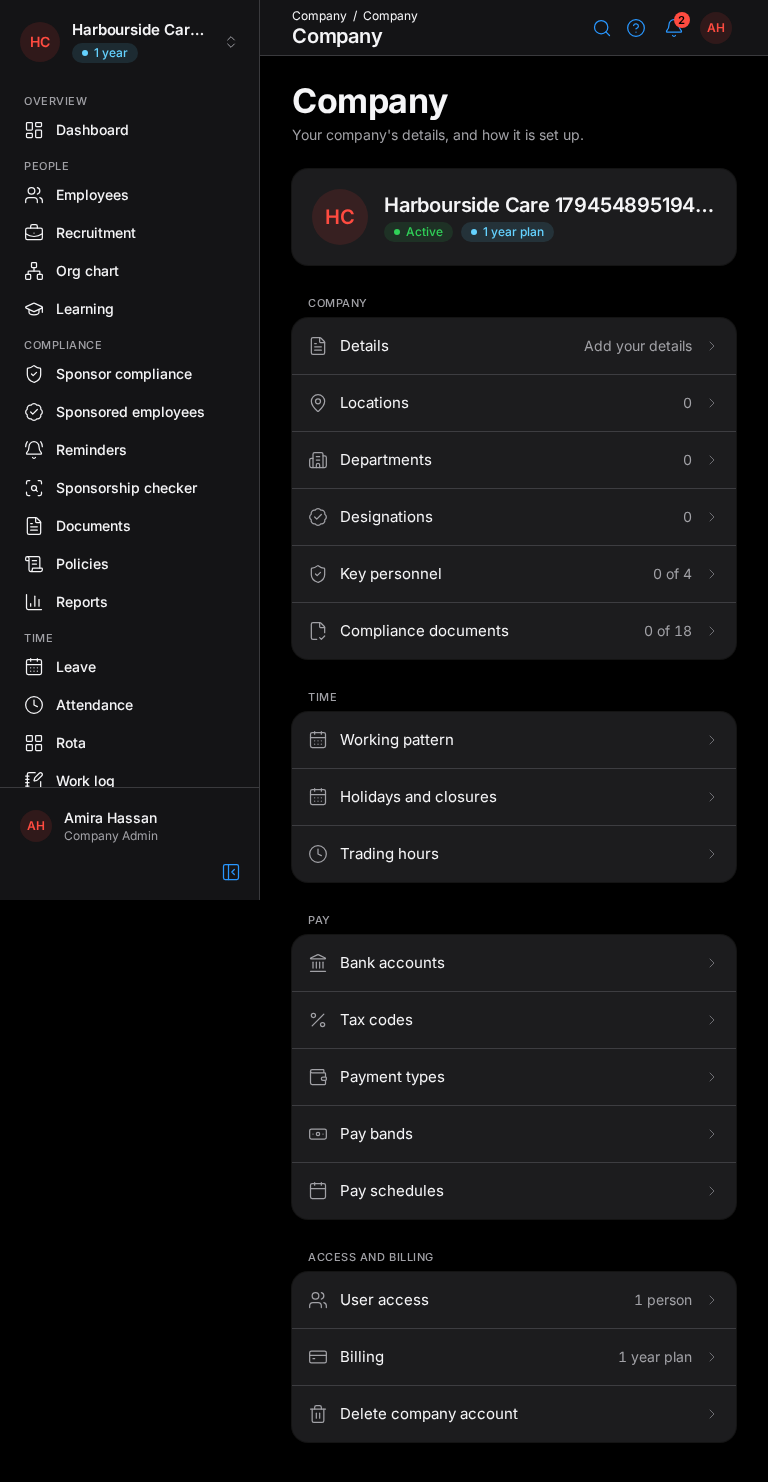 HC
Harbourside Car...
1 year
OVERVIEW
Dashboard
PEOPLE
Employees
Recruitment
Org chart
Learning
COMPLIANCE
Sponsor compliance
Sponsored employees
Reminders
Sponsorship checker
Documents
Policies
Reports
TIME
Leave
Attendance
Rota
Work log
AH
Amira Hassan
Company Admin
Company / Company
Company
2
AH
Company
Your company's details, and how it is set up.
HC
Harbourside Care 179454895194...
Active
1 year plan
COMPANY
Details Add your details
Locations 0
Departments 0
Designations 0
Key personnel 0 of 4
Compliance documents 0 of 18
TIME
Working pattern
Holidays and closures
Trading hours
PAY
Bank accounts
Tax codes
Payment types
Pay bands
Pay schedules
ACCESS AND BILLING
User access 1 person
Billing 1 year plan
Delete company account